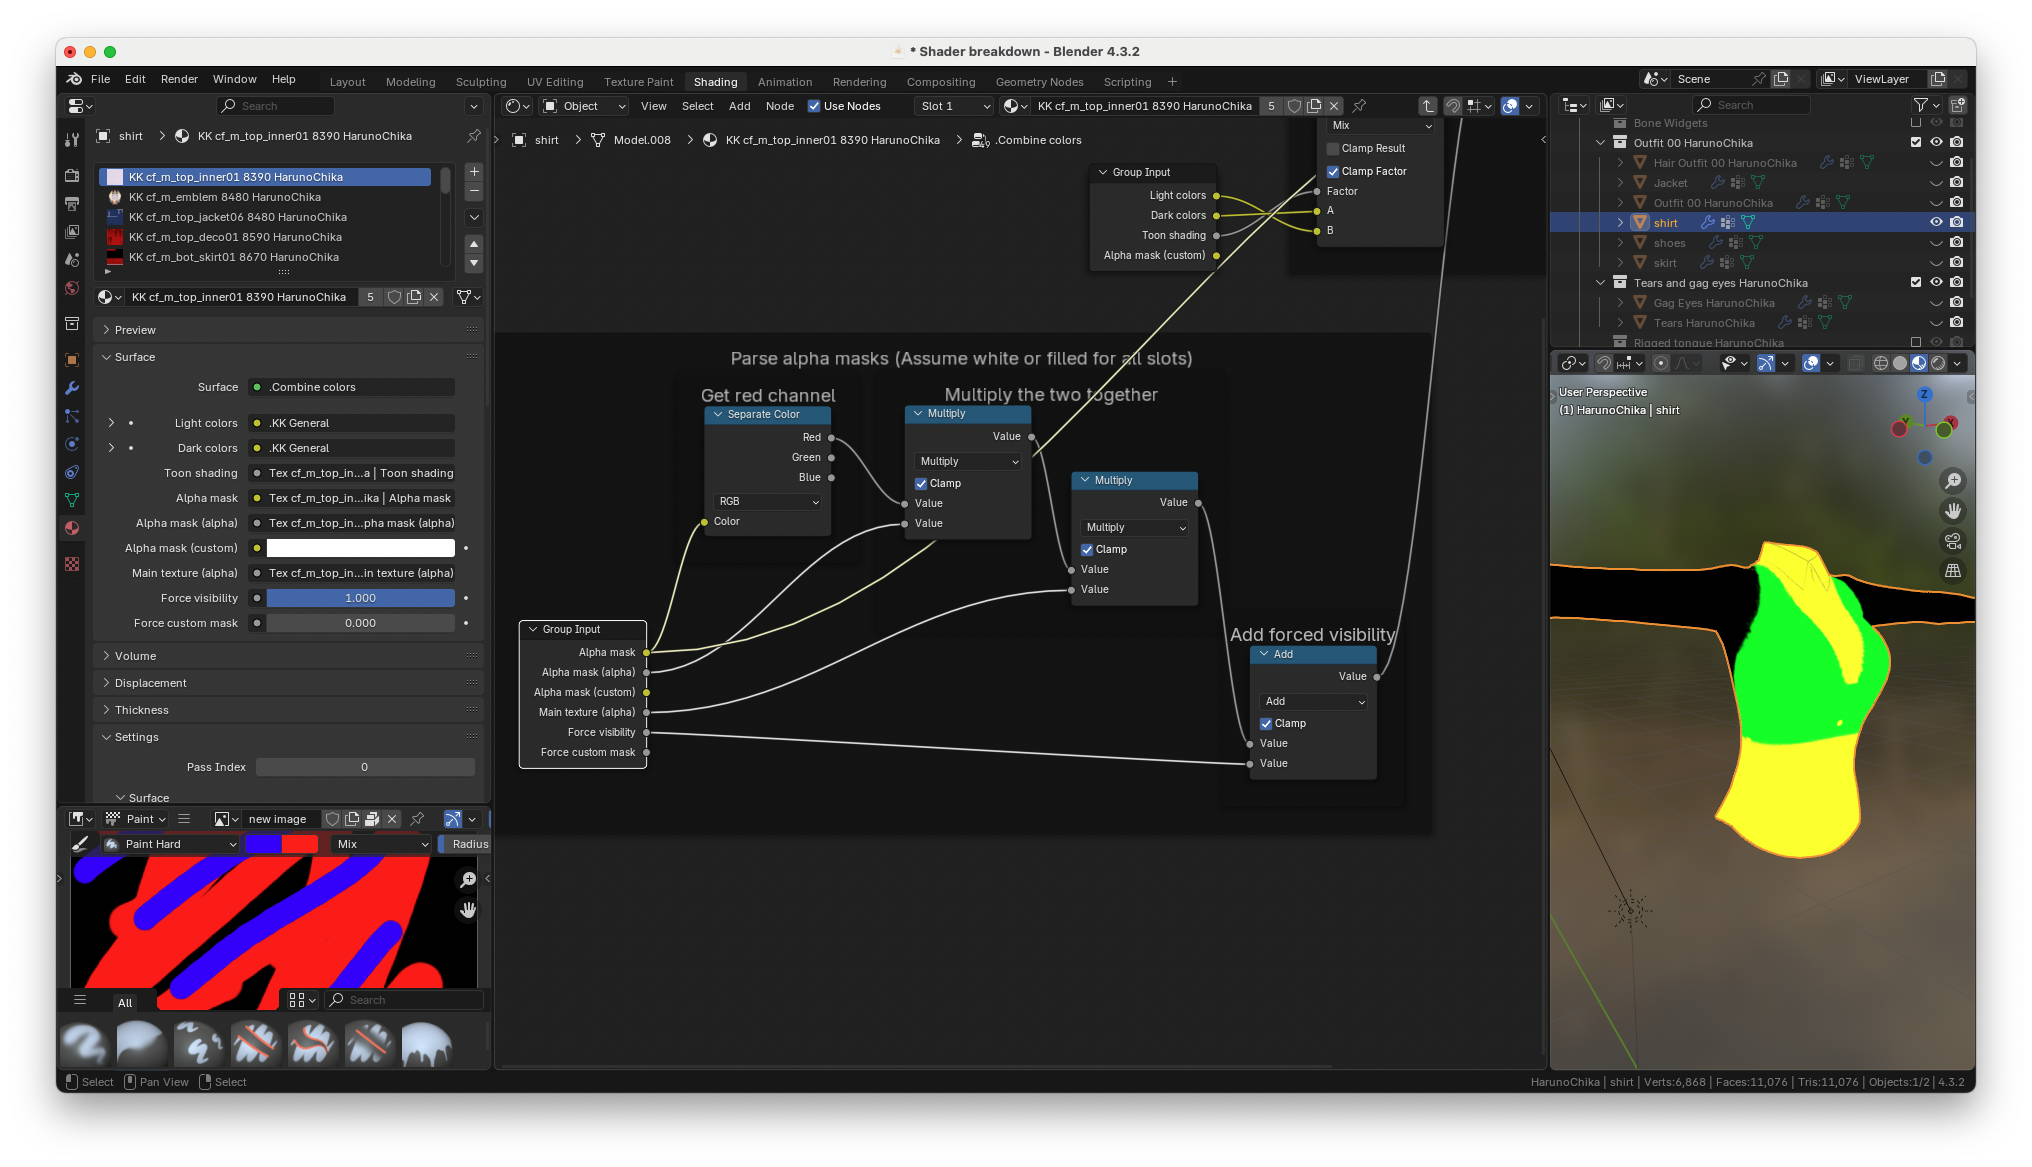 * Shader breakdown - Blender 4.3.2
File Edit Render Window Help
Layout Modeling Sculpting UV Editing Texture Paint Shading Animation Rendering Compositing Geometry Nodes Scripting +
Scene
ViewLayer
Search
shirt > KK cf_m_top_inner01 8390 HarunoChika
KK cf_m_top_inner01 8390 HarunoChika
KK cf_m_emblem 8480 HarunoChika
KK cf_m_top_jacket06 8480 HarunoChika
KK cf_m_top_deco01 8590 HarunoChika
KK cf_m_bot_skirt01 8670 HarunoChika
KK cf_m_top_inner01 8390 HarunoChika 5
Preview
Surface
Surface .Combine colors
Light colors .KK General
Dark colors .KK General
Toon shading Tex cf_m_top_in...a | Toon shading
Alpha mask Tex cf_m_top_in...ika | Alpha mask
Alpha mask (alpha) Tex cf_m_top_in...pha mask (alpha)
Alpha mask (custom)
Main texture (alpha) Tex cf_m_top_in...in texture (alpha)
Force visibility 1.000
Force custom mask 0.000
Volume
Displacement
Thickness
Settings
Pass Index 0
Surface
Paint new image
Paint Hard Mix Radius
All Search
Object View Select Add Node Use Nodes Slot 1 KK cf_m_top_inner01 8390 HarunoChika 5
shirt > Model.008 > KK cf_m_top_inner01 8390 HarunoChika > .Combine colors
Mix
Clamp Result
Clamp Factor
Factor
A
B
Group Input
Light colors
Dark colors
Toon shading
Alpha mask (custom)
Parse alpha masks (Assume white or filled for all slots)
Get red channel
Separate Color
Red
Green
Blue
RGB
Color
Multiply the two together
Multiply
Value
Multiply
Clamp
Value
Value
Multiply
Value
Multiply
Clamp
Value
Value
Group Input
Alpha mask
Alpha mask (alpha)
Alpha mask (custom)
Main texture (alpha)
Force visibility
Force custom mask
Add forced visibility
Add
Value
Add
Clamp
Value
Value
Search
Bone Widgets
Outfit 00 HarunoChika
Hair Outfit 00 HarunoChika
Jacket
Outfit 00 HarunoChika
shirt
shoes
skirt
Tears and gag eyes HarunoChika
Gag Eyes HarunoChika
Tears HarunoChika
Rigged tongue HarunoChika
User Perspective
(1) HarunoChika | shirt
Z
Y
X
Select Pan View Select
HarunoChika | shirt | Verts:6,868 | Faces:11,076 | Tris:11,076 | Objects:1/2 | 4.3.2